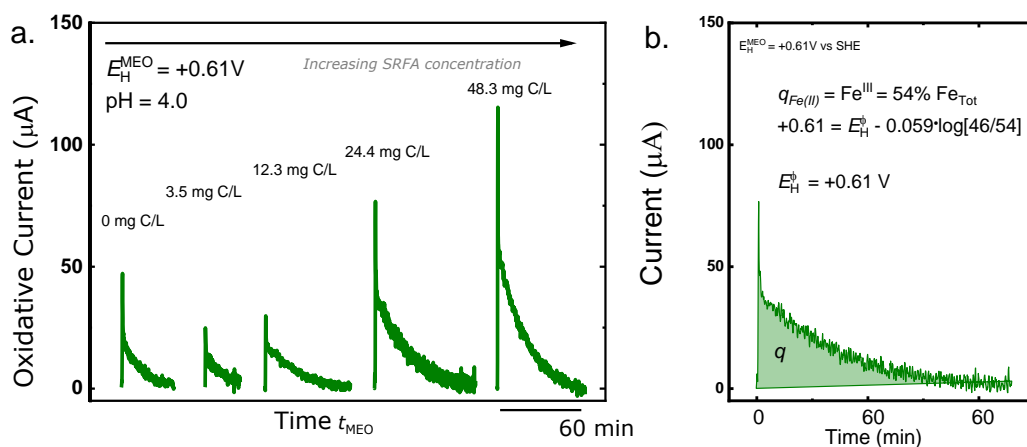 a.
150
100
50
0
Oxidative Current (μA)
E_H^MEO = +0.61V
pH = 4.0
Increasing SRFA concentration
0 mg C/L
3.5 mg C/L
12.3 mg C/L
24.4 mg C/L
48.3 mg C/L
Time t_MEO
60 min
b.
150
100
50
0
Current (μA)
E_H^MEO = +0.61V vs SHE
q_Fe(II) = Fe^III = 54% Fe_Tot
+0.61 = E_H^ϕ - 0.059•log[46/54]
E_H^ϕ = +0.61 V
q
0
60
60
Time (min)